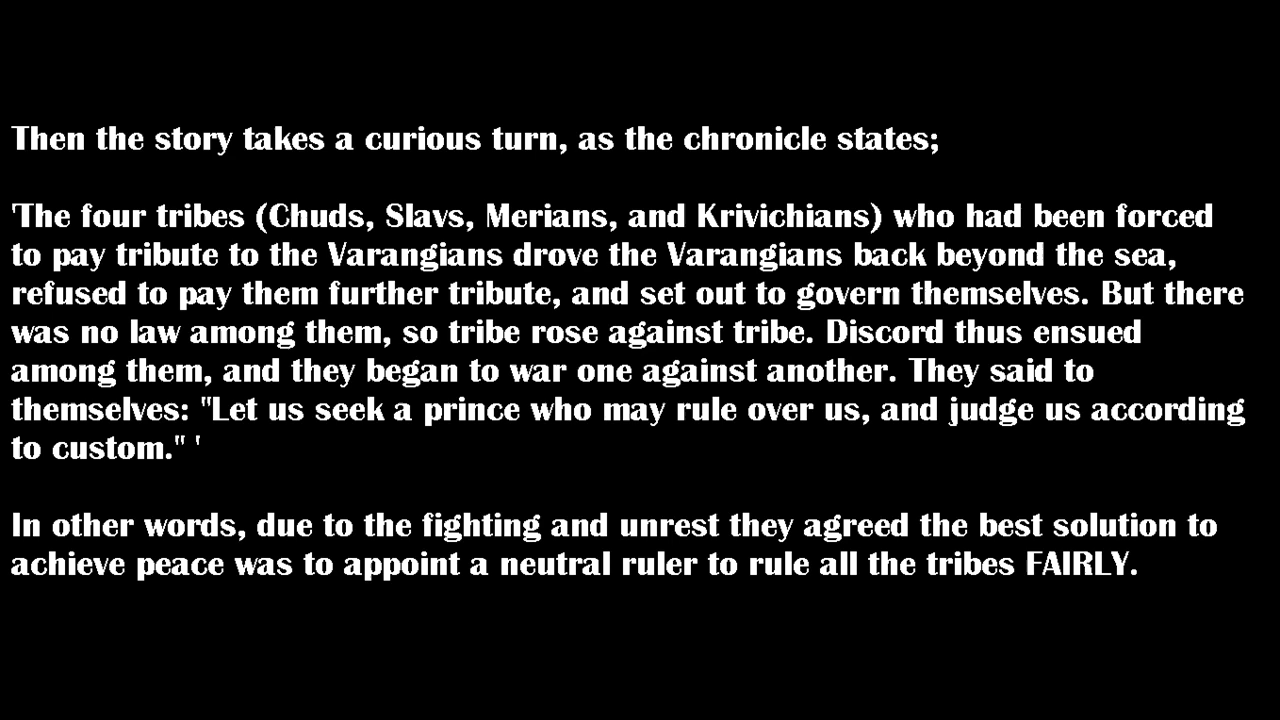 Then the story takes a curious turn, as the chronicle states;
'The four tribes (Chuds, Slavs, Merians, and Krivichians) who had been forced
to pay tribute to the Varangians drove the Varangians back beyond the sea,
refused to pay them further tribute, and set out to govern themselves. But there
was no law among them, so tribe rose against tribe. Discord thus ensued
among them, and they began to war one against another. They said to
themselves: "Let us seek a prince who may rule over us, and judge us according
to custom." '
In other words, due to the fighting and unrest they agreed the best solution to
achieve peace was to appoint a neutral ruler to rule all the tribes FAIRLY.